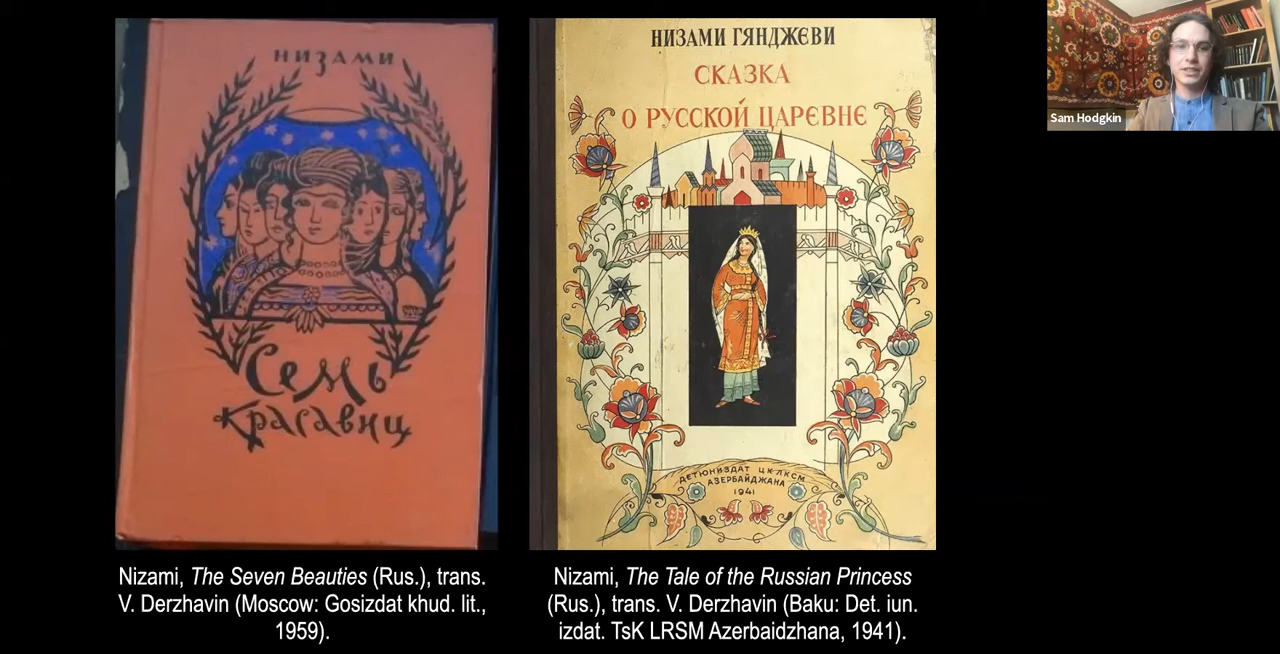 НИЗАМИ
Семь
красавиц
НИЗАМИ ГЯНДЖЕВИ
СКАЗКА
О РУССКОЙ ЦАРЕВНЕ
ДЕТЮНИЗДАТ ЦК ЛКСМ
АЗЕРБАЙДЖАНА
1941
Sam Hodgkin
Nizami, The Seven Beauties (Rus.), trans.
V. Derzhavin (Moscow: Gosizdat khud. lit.,
1959).
Nizami, The Tale of the Russian Princess
(Rus.), trans. V. Derzhavin (Baku: Det. iun.
izdat. TsK LRSM Azerbaidzhana, 1941).